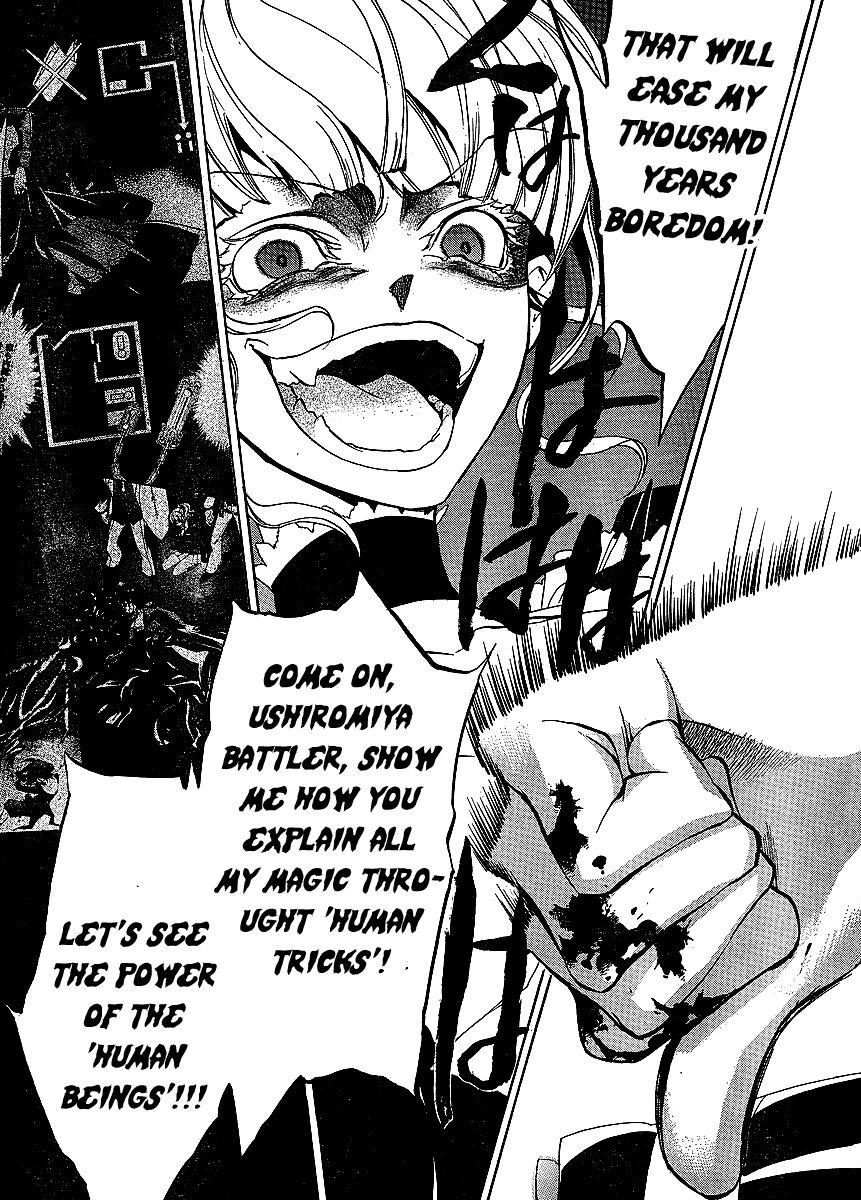 THAT WILL
EASE MY
THOUSAND
YEARS
BOREDOM!
く
は
は
はは
COME ON,
USHIROMIYA
BATTLER, SHOW
ME HOW YOU
EXPLAIN ALL
MY MAGIC THRO-
UGHT 'HUMAN
TRICKS'!
は
LET'S SEE
THE POWER
OF THE
'HUMAN
BEINGS'!!!